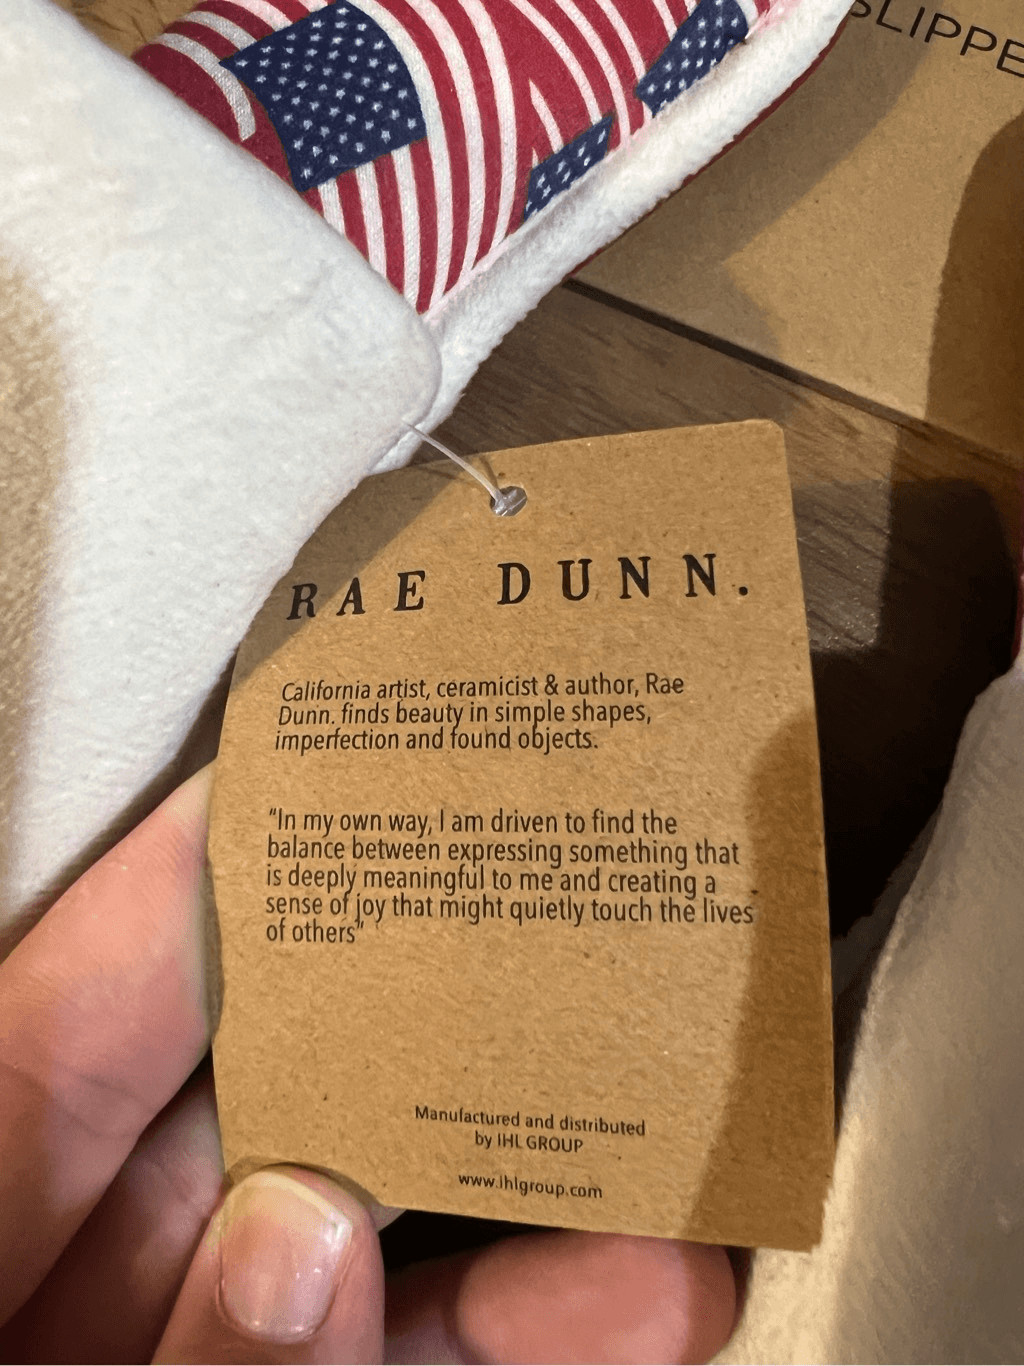 RAE DUNN.
California artist, ceramicist & author, Rae
Dunn. finds beauty in simple shapes,
imperfection and found objects.
“In my own way, I am driven to find the
balance between expressing something that
is deeply meaningful to me and creating a
sense of joy that might quietly touch the lives
of others”
Manufactured and distributed
by IHL GROUP
www.ihlgroup.com